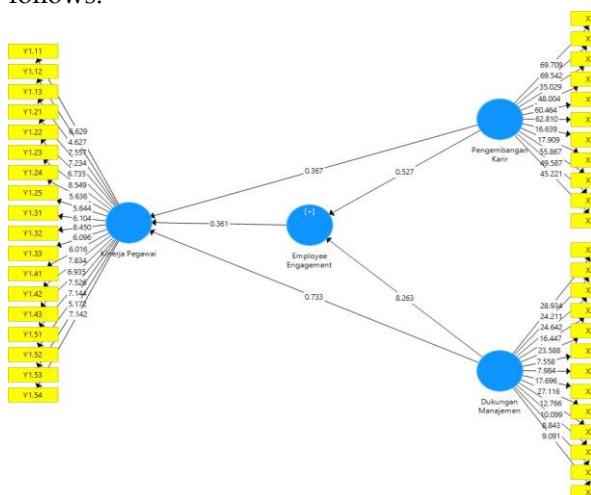 follows.
Y1.11
Y1.12
Y1.13
Y1.21
Y1.22
Y1.23
Y1.24
Y1.25
Y1.31
Y1.32
Y1.33
Y1.41
Y1.42
Y1.43
Y1.51
Y1.52
Y1.53
Y1.54
6.629
4.627
7.557
7.234
6.735
8.549
5.636
5.644
6.104
8.450
6.096
6.016
7.834
6.935
7.526
7.144
5.172
7.142
Kinerja Pegawai
0.367
0.527
0.361
[+]
Employee
Engagement
0.733
8.263
69.709
69.542
35.029
48.004
60.464
62.810
16.639
17.909
55.867
49.587
45.221
Pengembangan
Karir
X
X
X
X
X
X
X
X
X
X
X
28.934
24.211
24.642
16.447
23.588
7.558
7.984
17.696
27.116
12.766
10.099
8.843
9.091
Dukungan
Manajemen
X
X
X
X
X
X
X
X
X
X
X
X
X